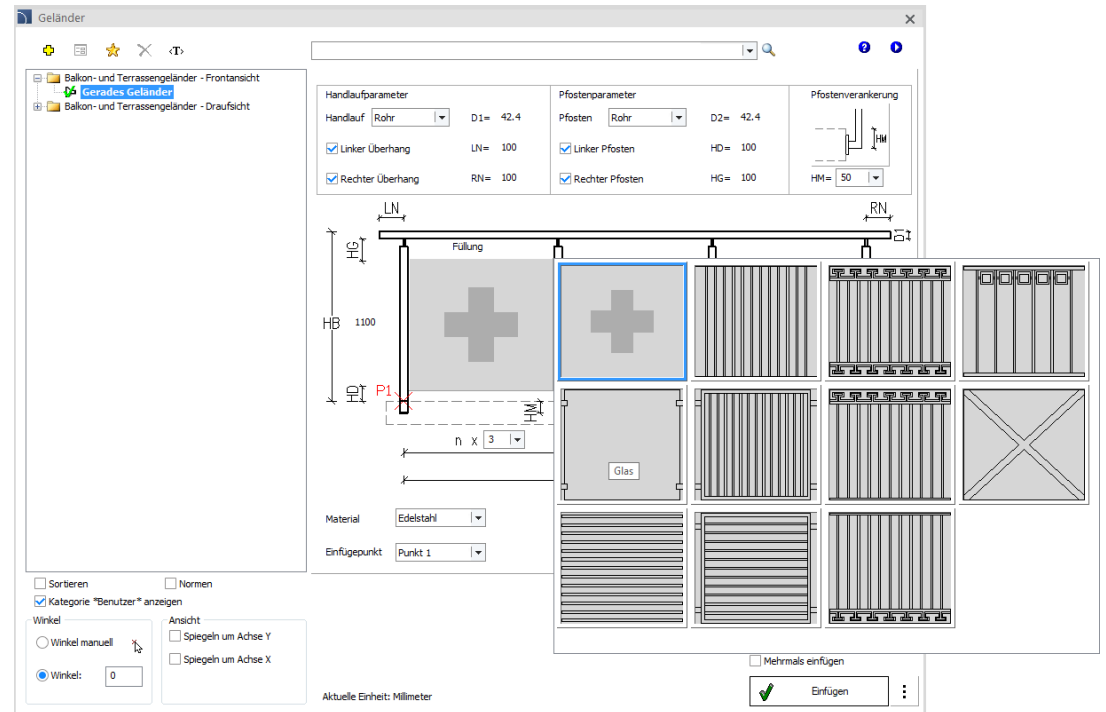 Geländer
<T>
Balkon- und Terrassengeländer - Frontansicht
Gerades Geländer
Balkon- und Terrassengeländer - Draufsicht
Handlaufparameter
Pfostenparameter
Pfostenverankerung
Handlauf Rohr D1= 42.4
Pfosten Rohr D2= 42.4
HM
Linker Überhang LN= 100
Linker Pfosten HD= 100
Rechter Überhang RN= 100
Rechter Pfosten HG= 100
HM= 50
LN
RN
D1
HG
Füllung
HB 1100
HD
P1
HM
n x 3
Glas
Material Edelstahl
Einfügepunkt Punkt 1
Sortieren
Normen
Kategorie "Benutzer" anzeigen
Winkel
Winkel manuell
Winkel: 0
Ansicht
Spiegeln um Achse Y
Spiegeln um Achse X
Aktuelle Einheit: Millimeter
Mehrmals einfügen
Einfügen